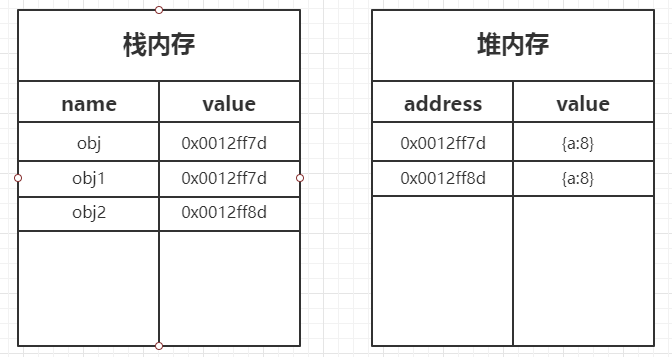 栈内存
name value
obj 0x0012ff7d
obj1 0x0012ff7d
obj2 0x0012ff8d
堆内存
address value
0x0012ff7d {a:8}
0x0012ff8d {a:8}